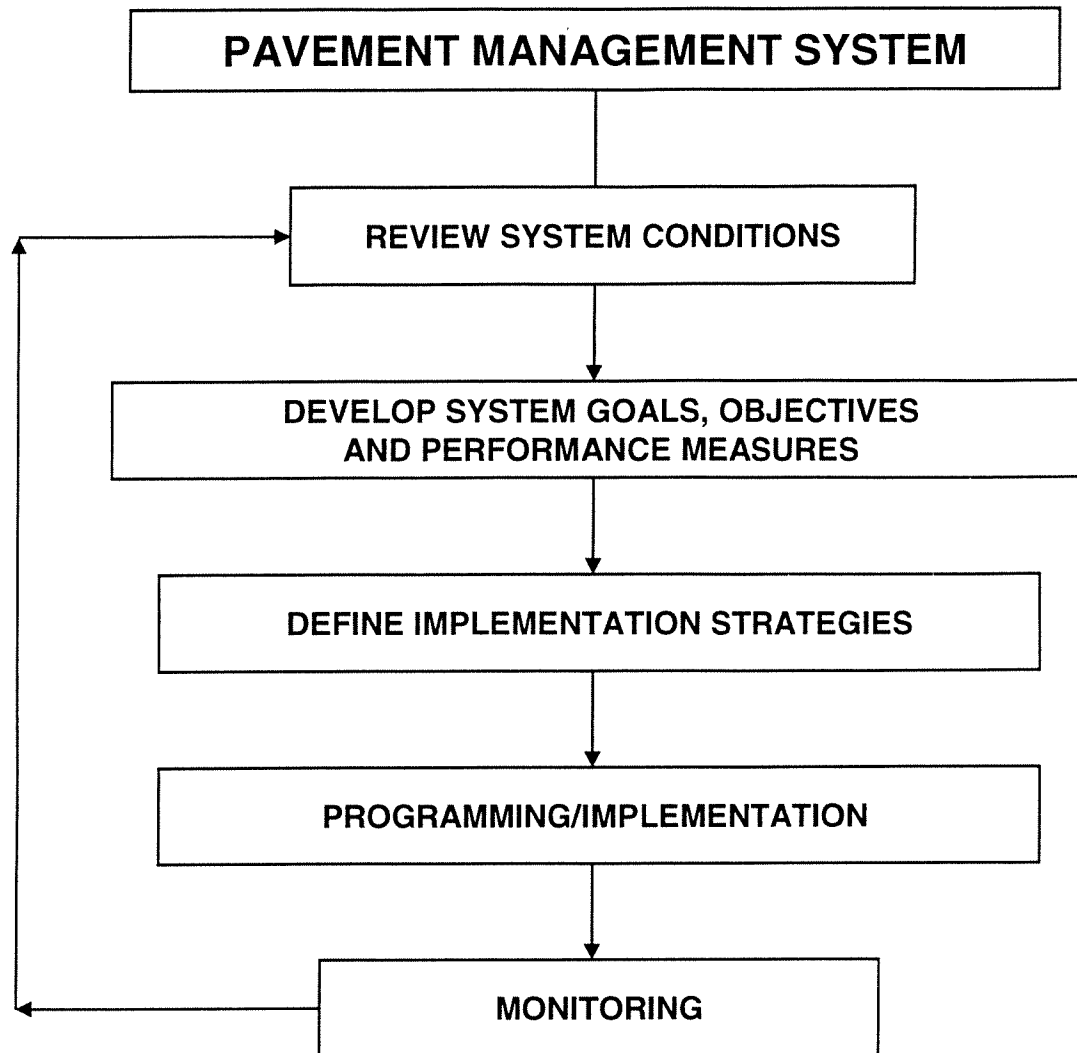 PAVEMENT MANAGEMENT SYSTEM
REVIEW SYSTEM CONDITIONS
DEVELOP SYSTEM GOALS, OBJECTIVES
AND PERFORMANCE MEASURES
DEFINE IMPLEMENTATION STRATEGIES
PROGRAMMING/IMPLEMENTATION
MONITORING